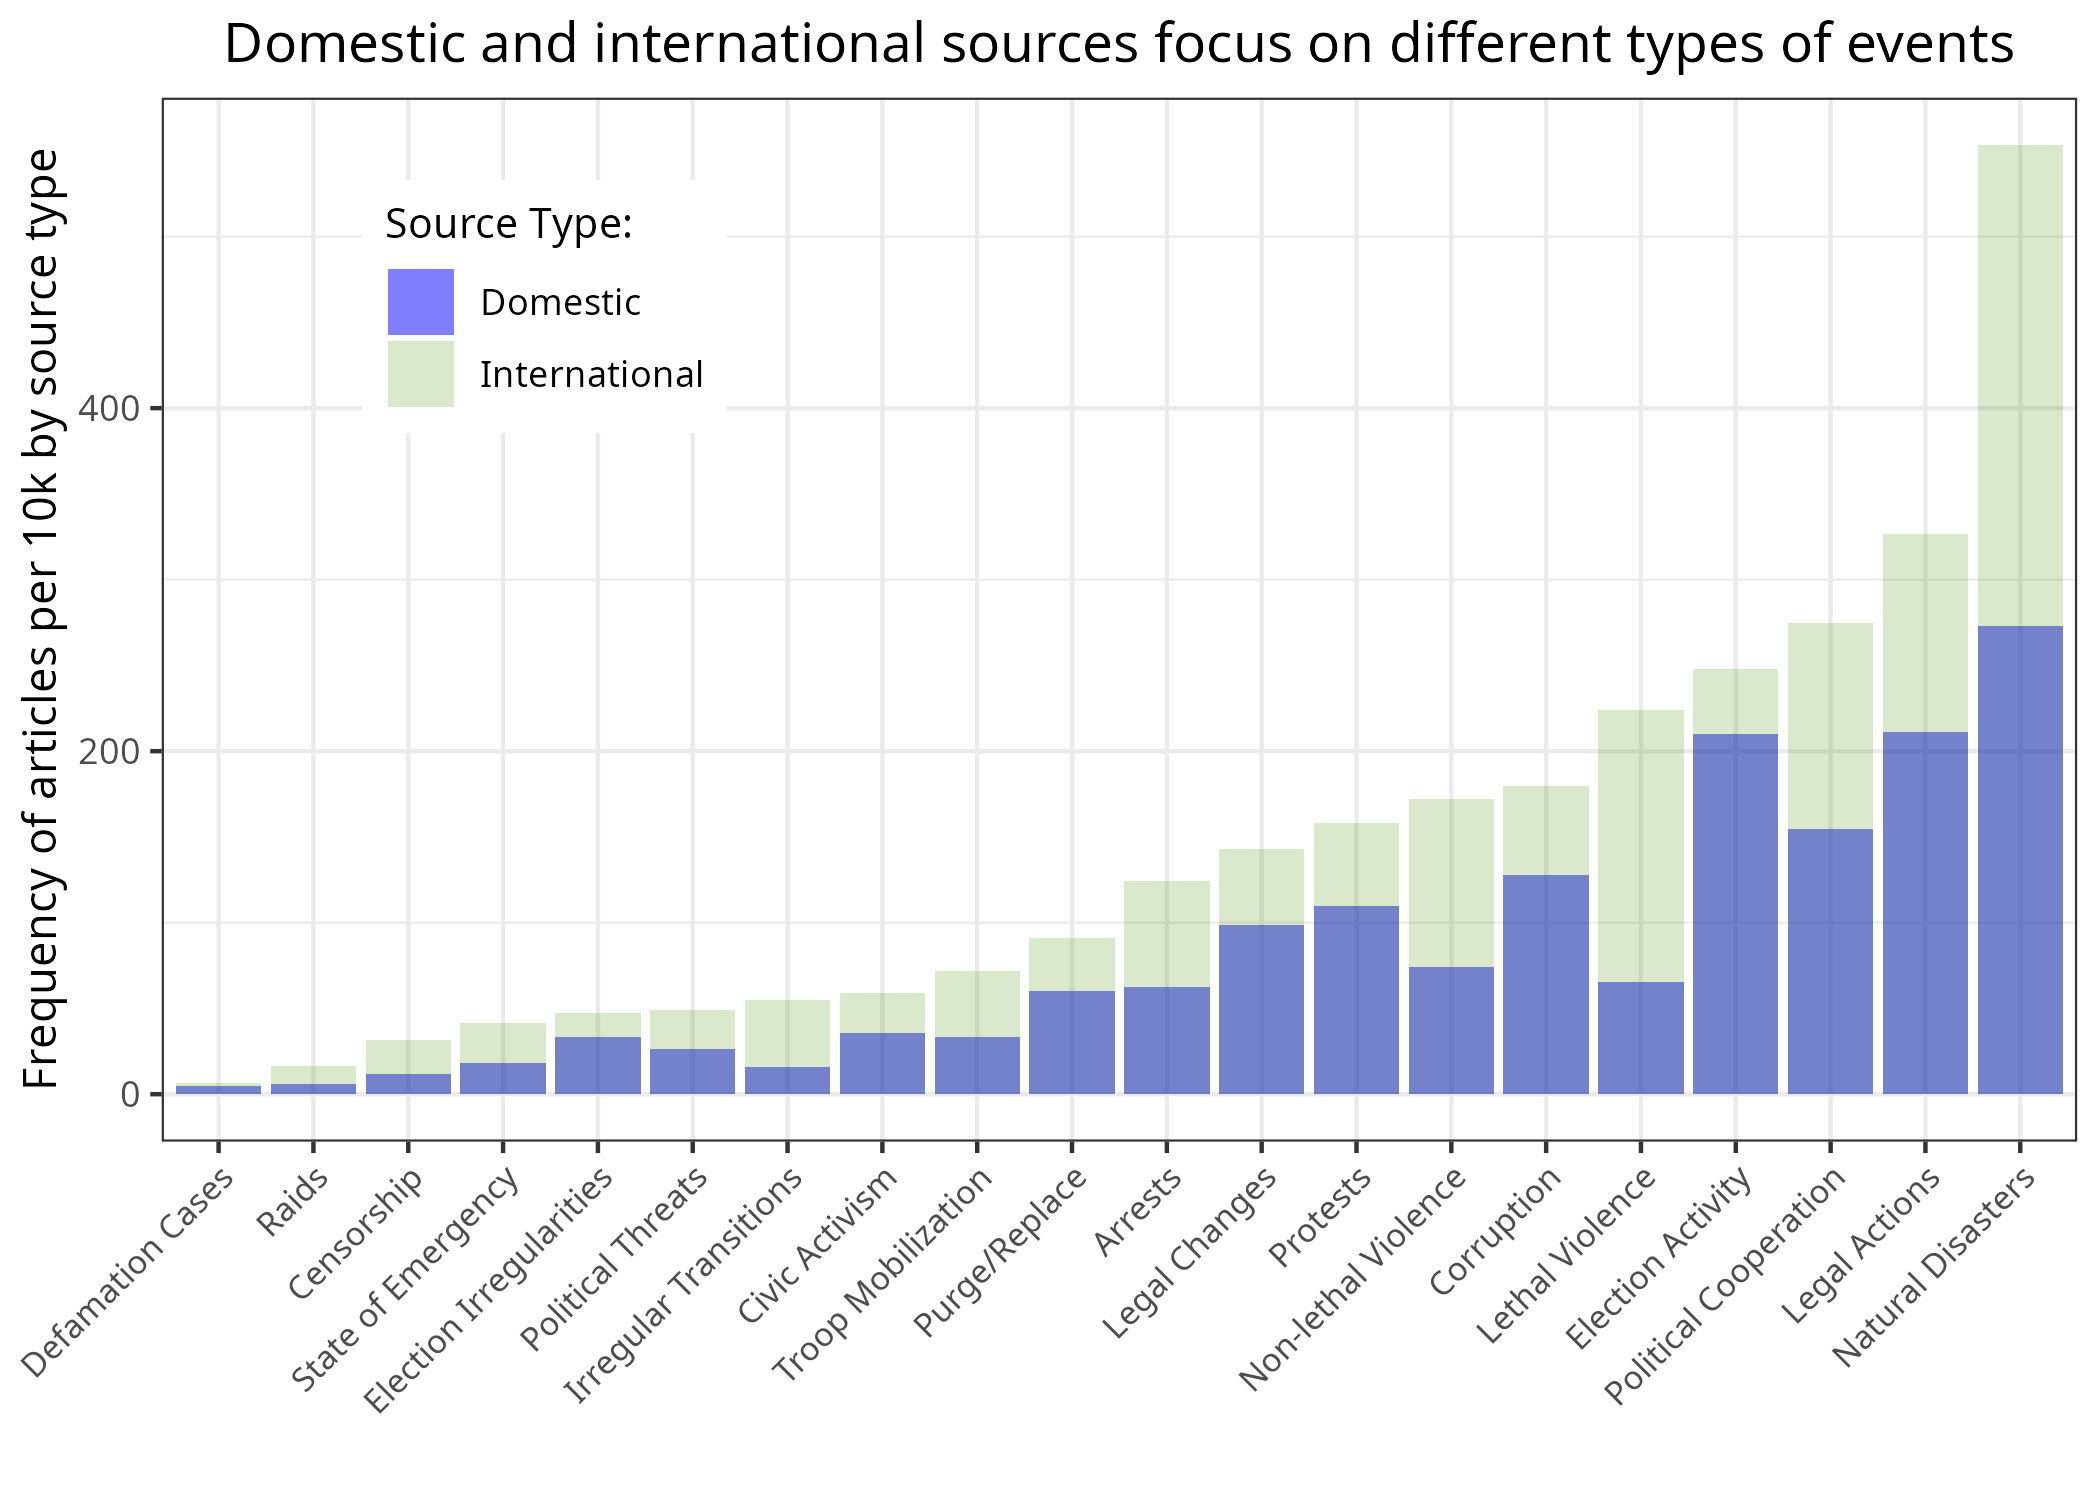 Domestic and international sources focus on different types of events
Frequency of articles per 10k by source type
Source Type:
Domestic
International
400
200
0
Defamation Cases
Raids
Censorship
State of Emergency
Election Irregularities
Political Threats
Irregular Transitions
Civic Activism
Troop Mobilization
Purge/Replace
Arrests
Legal Changes
Protests
Non-lethal Violence
Corruption
Lethal Violence
Election Activity
Political Cooperation
Legal Actions
Natural Disasters